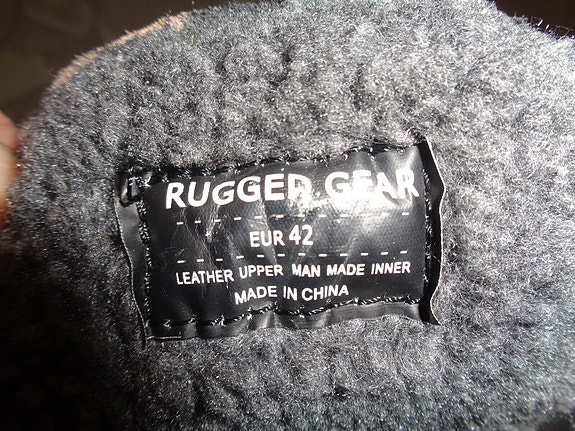 RUGGED GEAR
EUR 42
LEATHER UPPER MAN MADE INNER
MADE IN CHINA